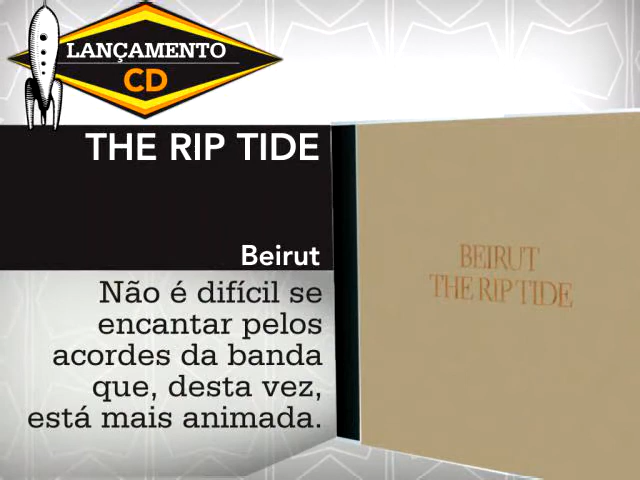 LANÇAMENTO
CD
THE RIP TIDE
Beirut
Não é difícil se
encantar pelos
acordes da banda
que, desta vez,
está mais animada.
BEIRUT
THE RIP TIDE